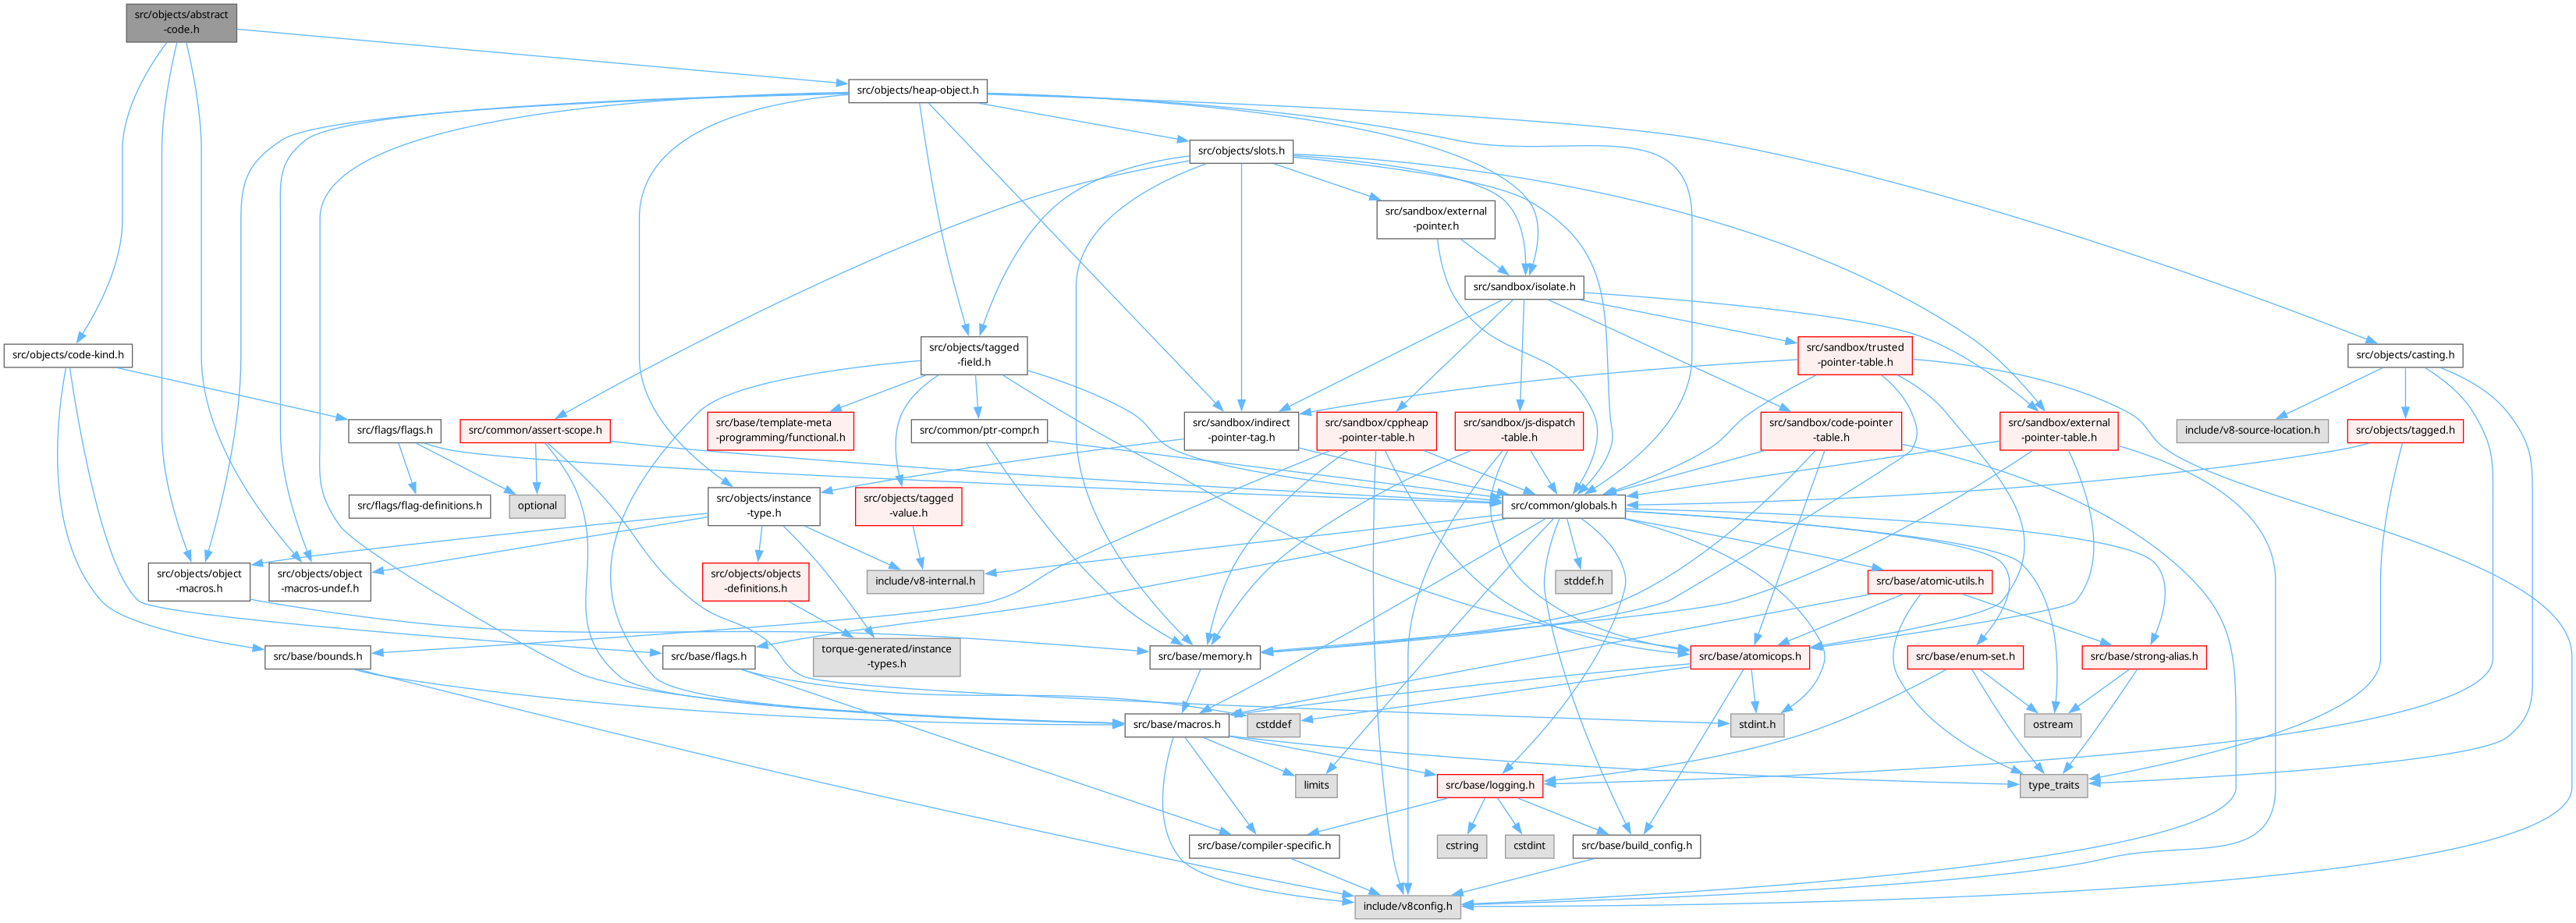 src/objects/abstract
-code.h
src/objects/heap-object.h
src/objects/slots.h
src/sandbox/external
-pointer.h
src/sandbox/isolate.h
src/objects/code-kind.h
src/objects/tagged
-field.h
src/sandbox/trusted
-pointer-table.h
src/objects/casting.h
src/flags/flags.h
src/common/assert-scope.h
src/base/template-meta
-programming/functional.h
src/common/ptr-compr.h
src/sandbox/indirect
-pointer-tag.h
src/sandbox/cppheap
-pointer-table.h
src/sandbox/js-dispatch
-table.h
src/sandbox/code-pointer
-table.h
src/sandbox/external
-pointer-table.h
include/v8-source-location.h
src/objects/tagged.h
src/flags/flag-definitions.h
optional
src/objects/instance
-type.h
src/objects/tagged
-value.h
src/common/globals.h
src/objects/object
-macros.h
src/objects/object
-macros-undef.h
src/objects/objects
-definitions.h
include/v8-internal.h
stddef.h
src/base/atomic-utils.h
src/base/bounds.h
src/base/flags.h
torque-generated/instance
-types.h
src/base/memory.h
src/base/atomicops.h
src/base/enum-set.h
src/base/strong-alias.h
src/base/macros.h
cstddef
stdint.h
ostream
limits
src/base/logging.h
type_traits
src/base/compiler-specific.h
cstring
cstdint
src/base/build_config.h
include/v8config.h